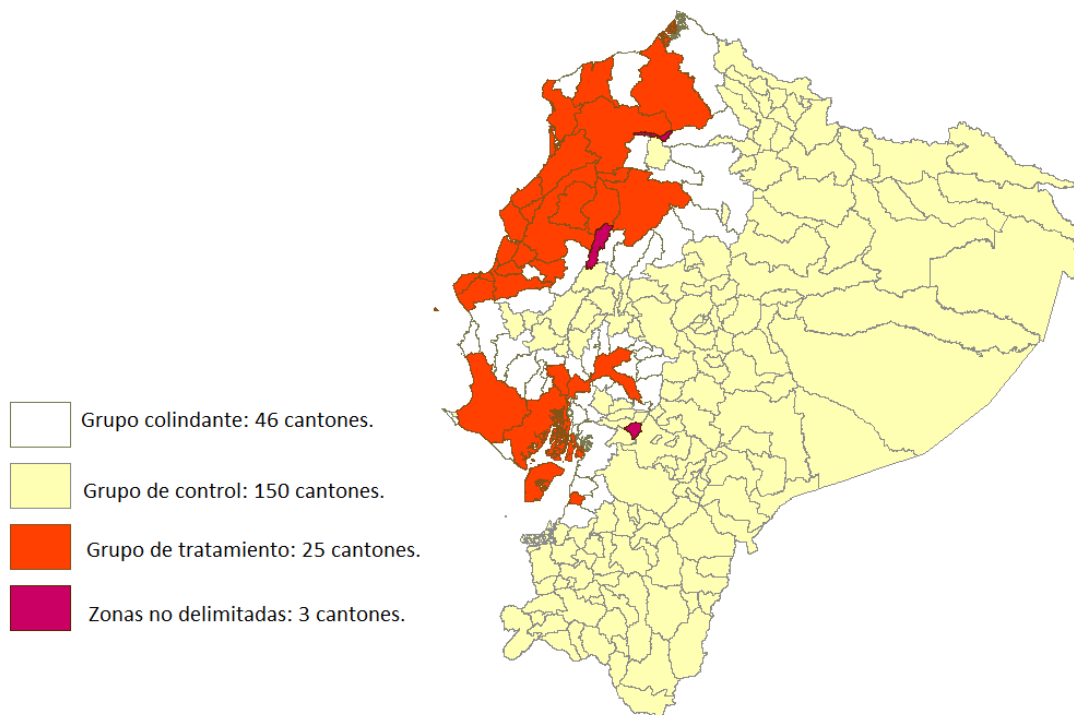 Grupo colindante: 46 cantones.
Grupo de control: 150 cantones.
Grupo de tratamiento: 25 cantones.
Zonas no delimitadas: 3 cantones.